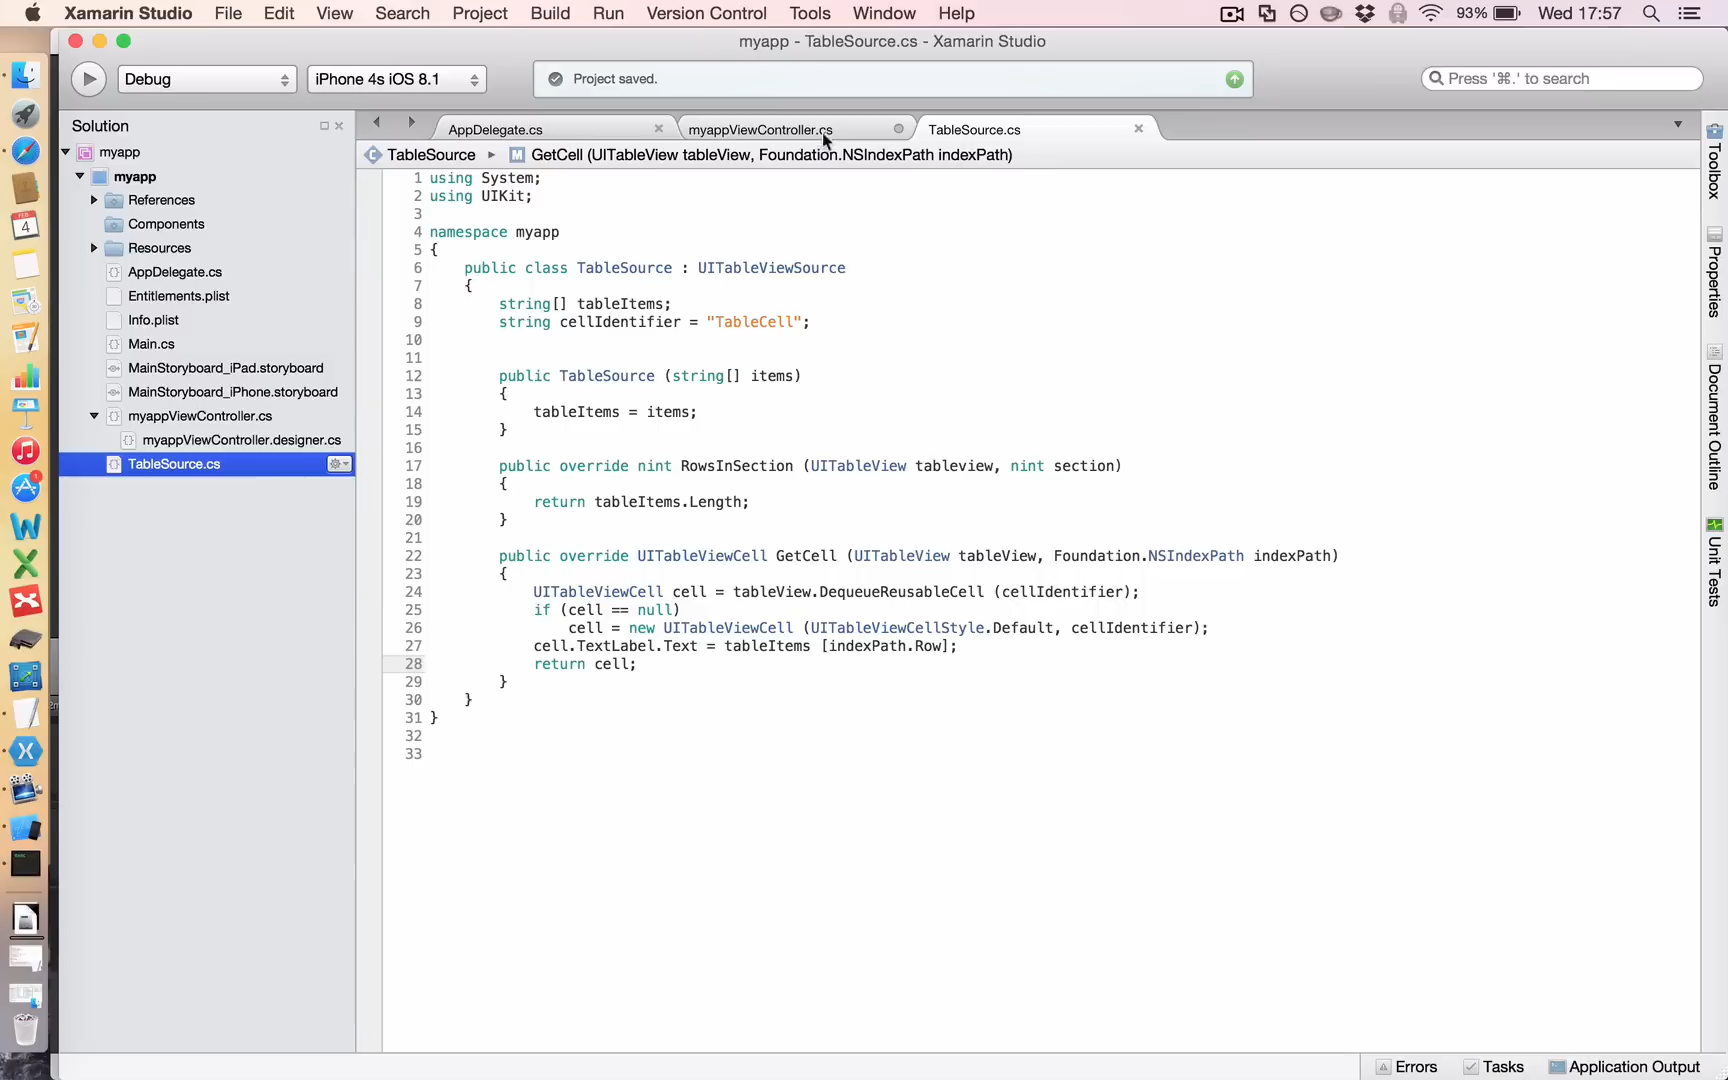 Xamarin Studio File Edit View Search Project Build Run Version Control Tools Window Help 93% Wed 17:57
myapp - TableSource.cs - Xamarin Studio
Debug iPhone 4s iOS 8.1 Project saved. Press '⌘.' to search
Solution
myapp
myapp
References
Components
Resources
AppDelegate.cs
Entitlements.plist
Info.plist
Main.cs
MainStoryboard_iPad.storyboard
MainStoryboard_iPhone.storyboard
myappViewController.cs
myappViewController.designer.cs
TableSource.cs
AppDelegate.cs myappViewController.cs TableSource.cs
TableSource ▸ M GetCell (UITableView tableView, Foundation.NSIndexPath indexPath)
1 using System;
2 using UIKit;
3
4 namespace myapp
5 {
6 public class TableSource : UITableViewSource
7 {
8 string[] tableItems;
9 string cellIdentifier = "TableCell";
10
11
12 public TableSource (string[] items)
13 {
14 tableItems = items;
15 }
16
17 public override nint RowsInSection (UITableView tableview, nint section)
18 {
19 return tableItems.Length;
20 }
21
22 public override UITableViewCell GetCell (UITableView tableView, Foundation.NSIndexPath indexPath)
23 {
24 UITableViewCell cell = tableView.DequeueReusableCell (cellIdentifier);
25 if (cell == null)
26 cell = new UITableViewCell (UITableViewCellStyle.Default, cellIdentifier);
27 cell.TextLabel.Text = tableItems [indexPath.Row];
28 return cell;
29 }
30 }
31 }
32
33
Toolbox
Properties
Document Outline
Unit Tests
Errors Tasks Application Output
FEB
4
1